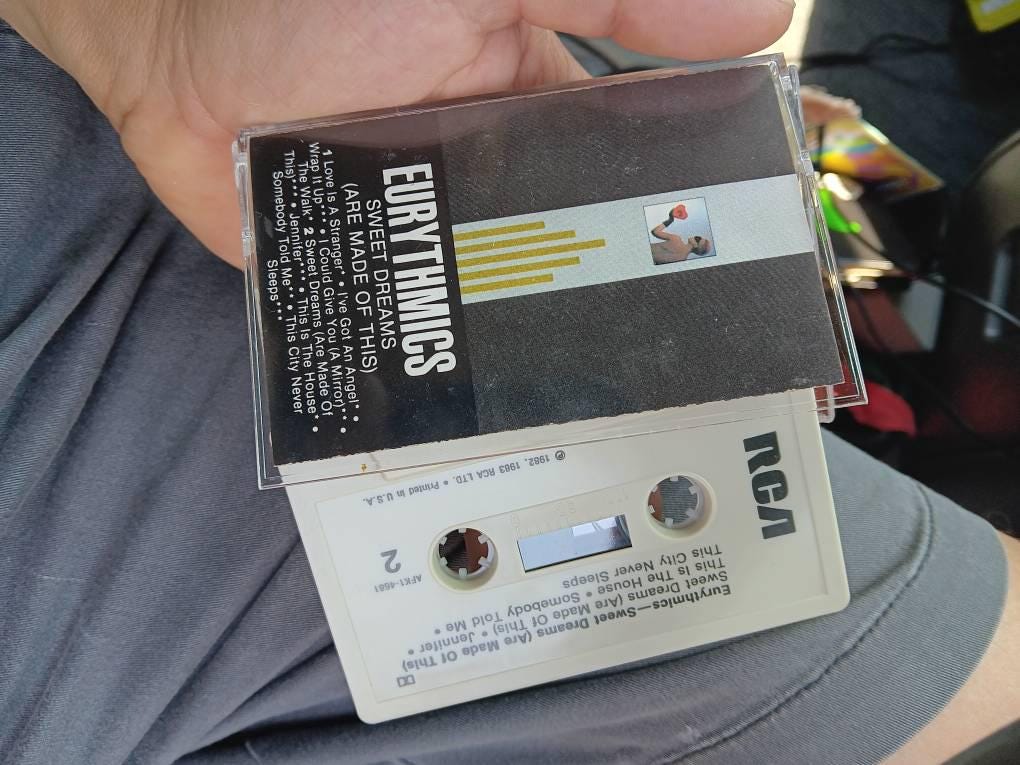 EURYTHMICS
SWEET DREAMS
(ARE MADE OF THIS)
1 Love Is A Stranger* • I've Got An Angel* •
Wrap It Up*** • I Could Give You (A Mirror)*** •
The Walk* 2 Sweet Dreams (Are Made Of
This)*** • Jennifer*** • This Is The House* •
Somebody Told Me** • This City Never
Sleeps***
RCA
Eurythmics—Sweet Dreams (Are Made Of This)
Sweet Dreams (Are Made Of This) • Jennifer •
This Is The House • Somebody Told Me •
This City Never Sleeps
2
AFK1-4681
℗ 1982, 1983 RCA LTD. • Printed in U.S.A.